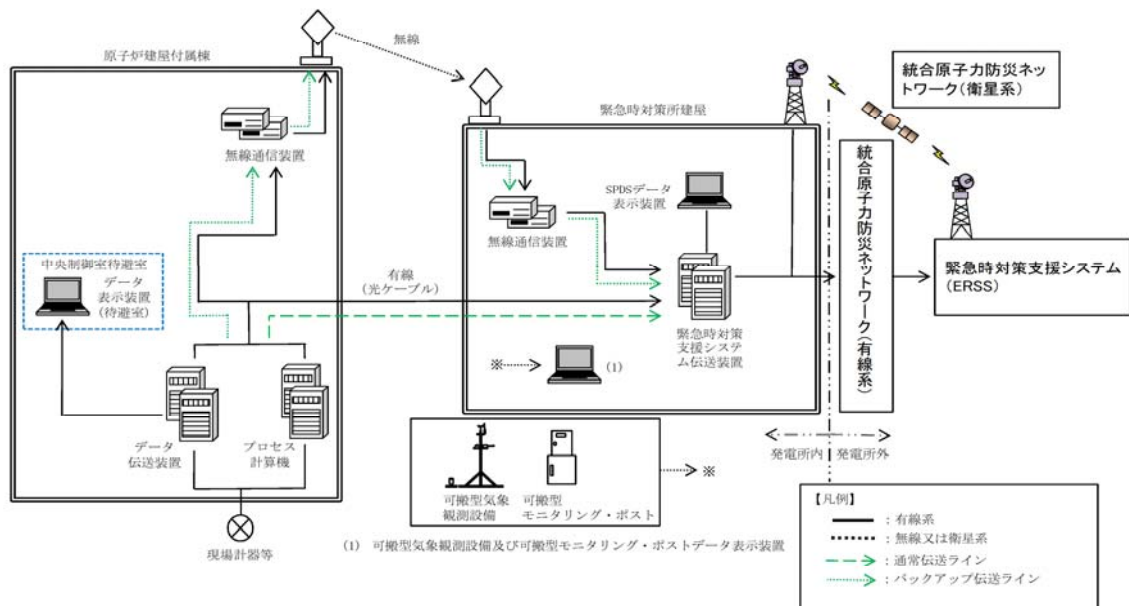 原子炉建屋付属棟
無線
無線通信装置
中央制御室待避室
データ
表示装置
(待避室)
データ
伝送装置
プロセス
計算機
現場計器等
有線
(光ケーブル)
緊急時対策所建屋
無線通信装置
SPDSデータ
表示装置
緊急時対策
支援システ
ム伝送装置
※
(1)
可搬型気象
観測設備
可搬型
モニタリング・ポスト
※
(1) 可搬型気象観測設備及び可搬型モニタリング・ポストデータ表示装置
統合原子力防災ネッ
トワーク(衛星系)
統合原子力防災ネットワーク(有線系)
緊急時対策支援システム
(ERSS)
発電所内
発電所外
【凡例】
:有線系
:無線又は衛星系
:通常伝送ライン
:バックアップ伝送ライン